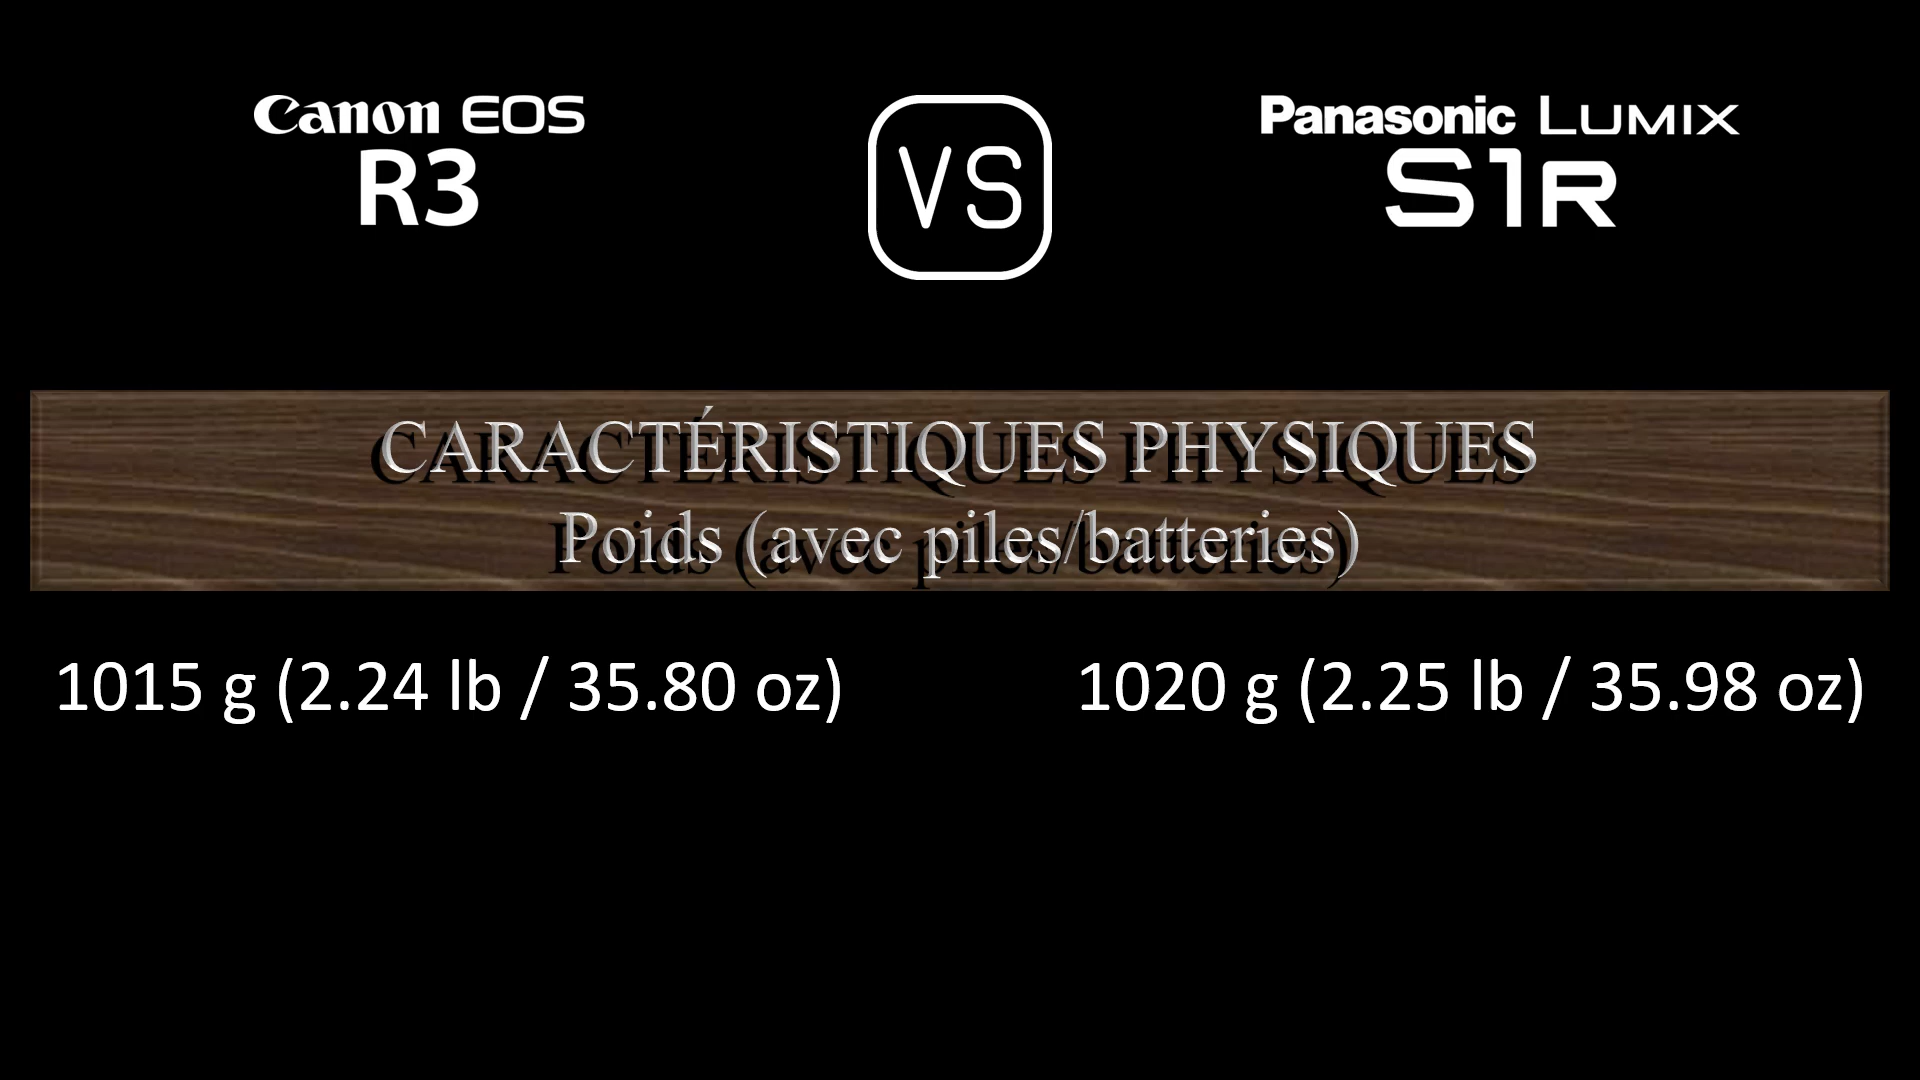 Canon EOS
R3
VS
Panasonic LUMIX
S1R
CARACTÉRISTIQUES PHYSIQUES
Poids (avec piles/batteries)
1015 g (2.24 lb / 35.80 oz)
1020 g (2.25 lb / 35.98 oz)